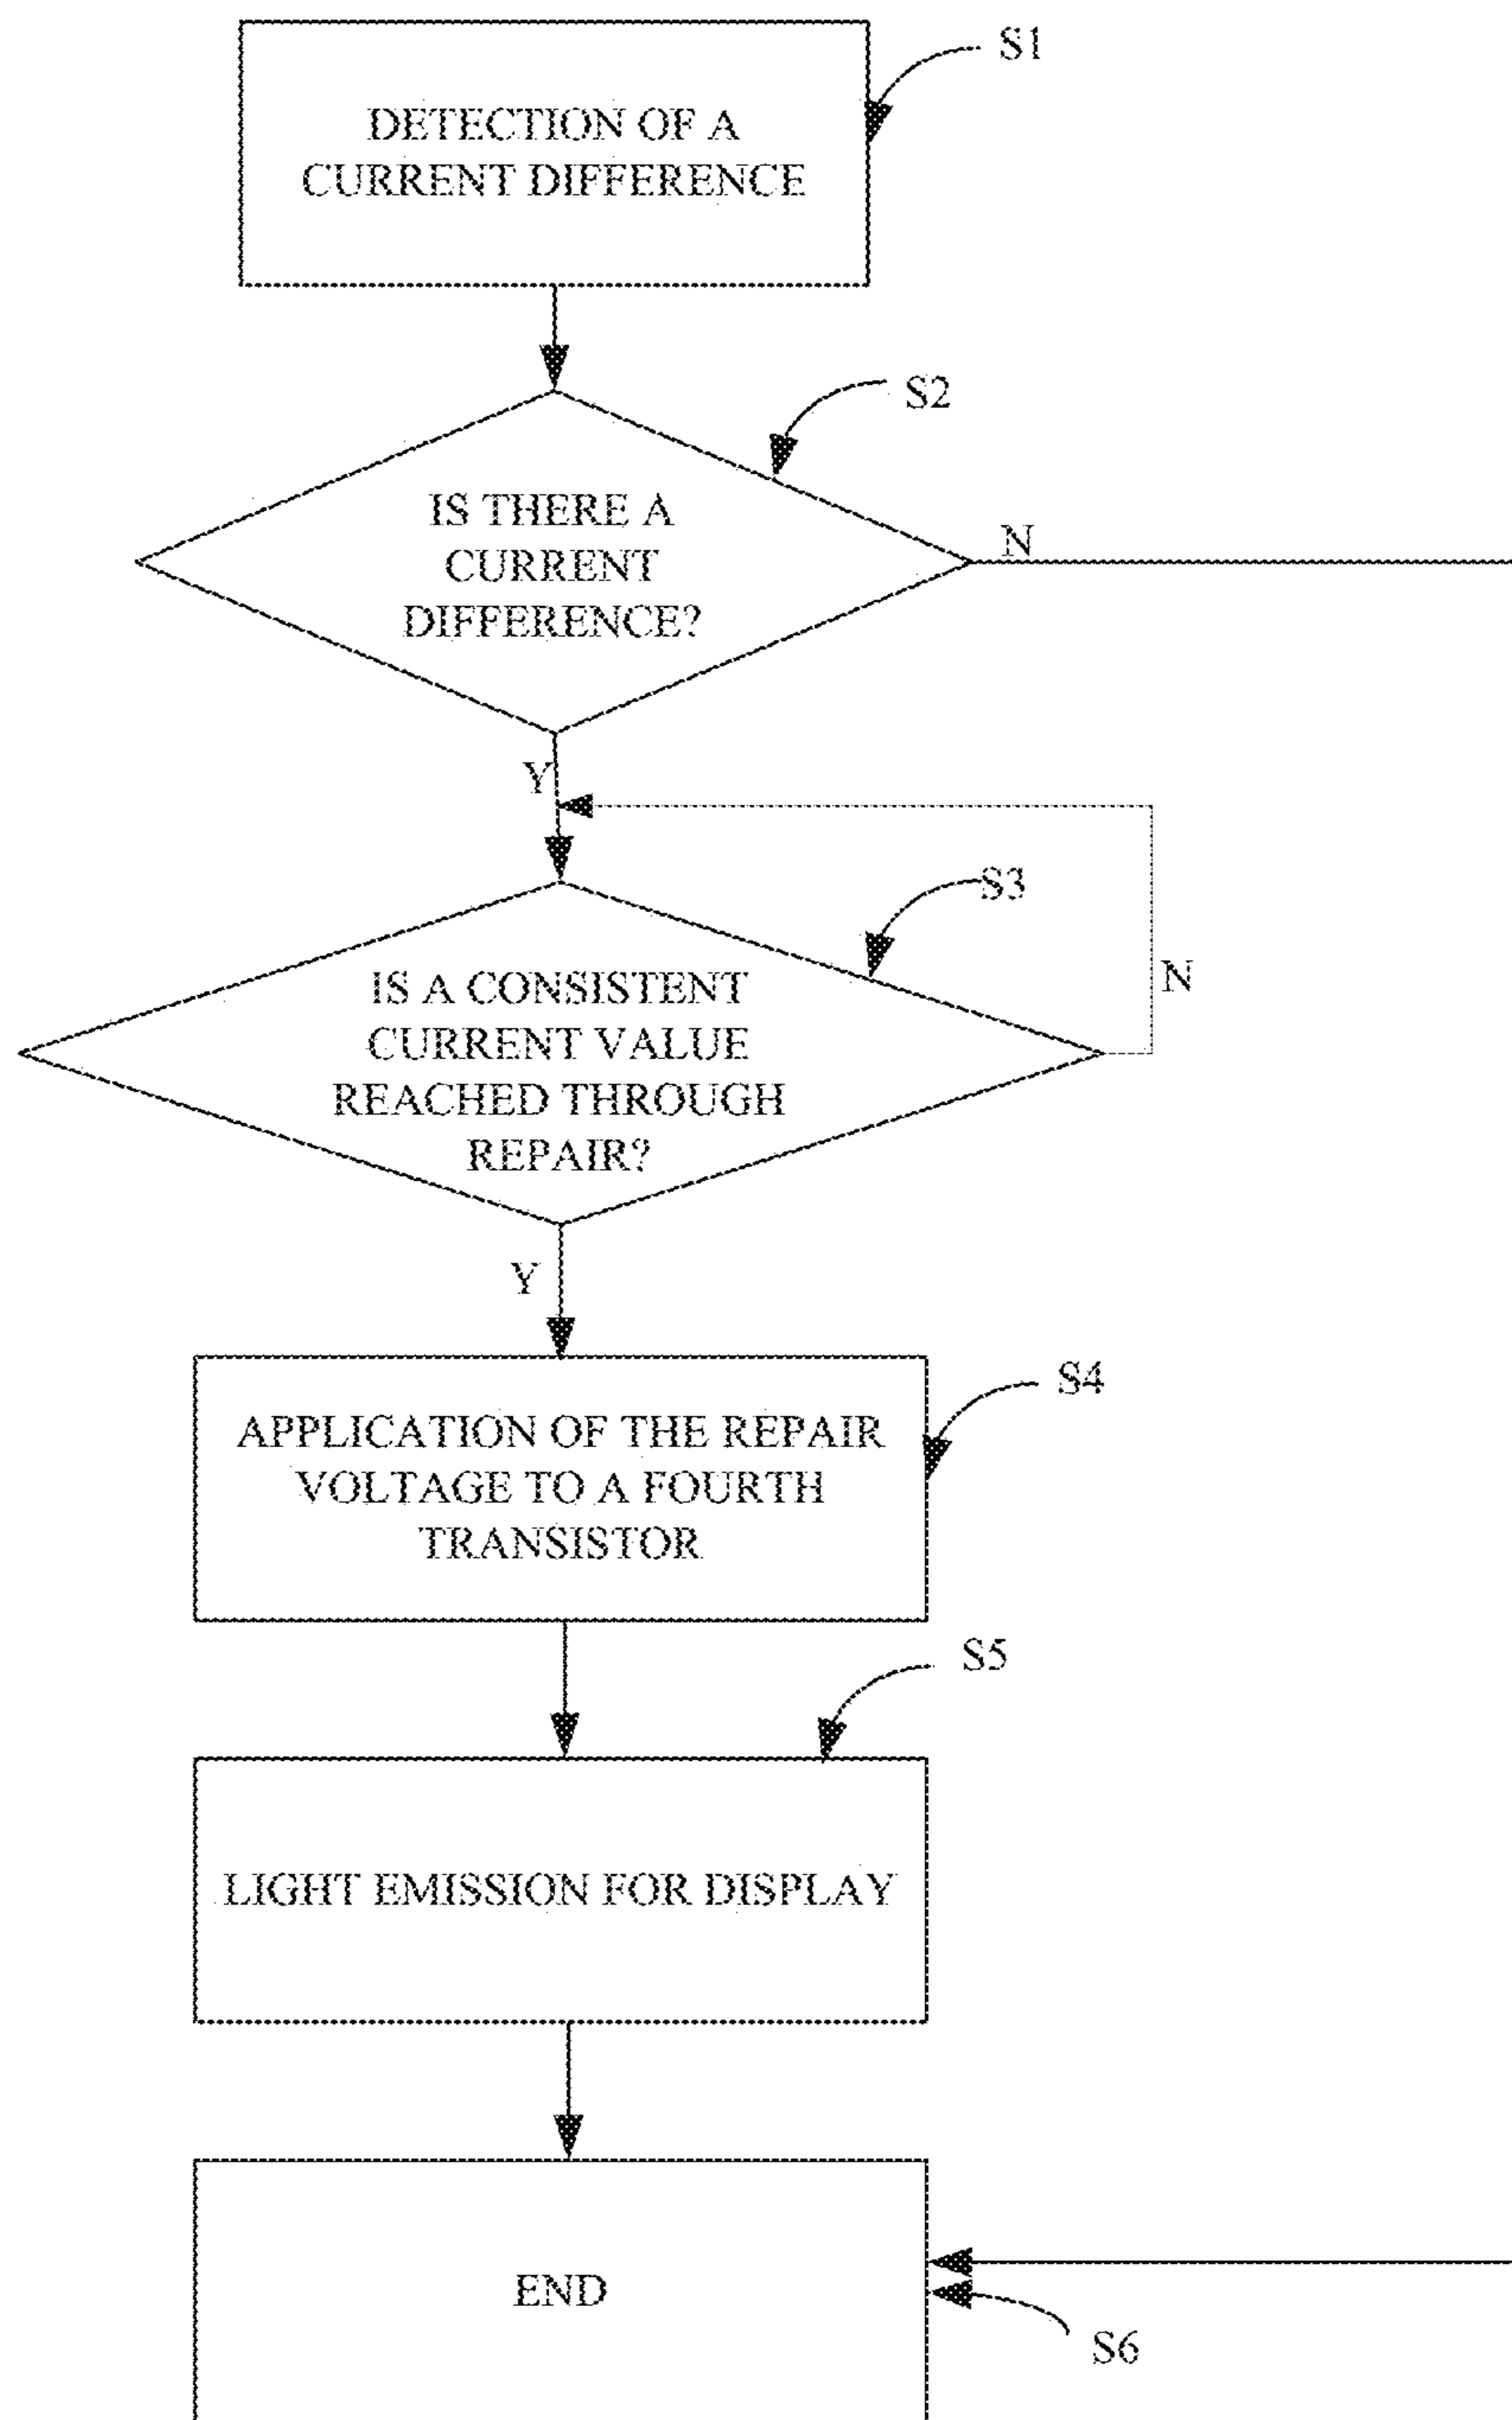 S1
DETECTION OF A
CURRENT DIFFERENCE
S2
IS THERE A
CURRENT
DIFFERENCE?
N
Y
S3
IS A CONSISTENT
CURRENT VALUE
REACHED THROUGH
REPAIR?
N
Y
S4
APPLICATION OF THE REPAIR
VOLTAGE TO A FOURTH
TRANSISTOR
S5
LIGHT EMISSION FOR DISPLAY
END
S6